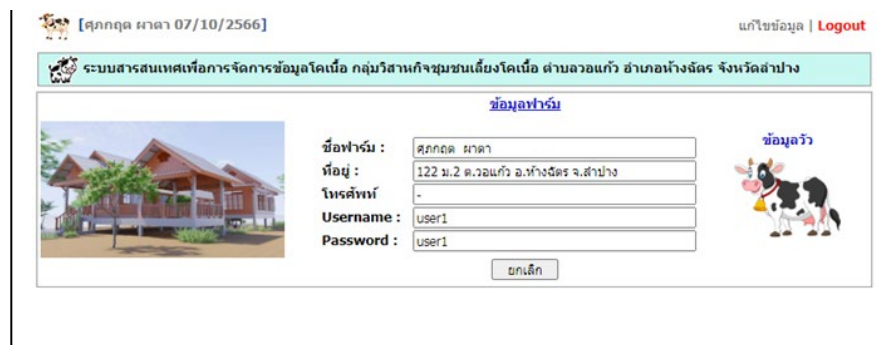 [ศุภกฤต ผาตา 07/10/2566]
แก้ไขข้อมูล | Logout
ระบบสารสนเทศเพื่อการจัดการข้อมูลโคเนื้อ กลุ่มวิสาหกิจชุมชนเลี้ยงโคเนื้อ ตำบลวอแก้ว อำเภอห้างฉัตร จังหวัดลำปาง
ข้อมูลฟาร์ม
ชื่อฟาร์ม : ศุภกฤต ผาตา
ที่อยู่ : 122 ม.2 ต.วอแก้ว อ.ห้างฉัตร จ.ลำปาง
โทรศัพท์ -
Username : user1
Password : user1
ยกเลิก
ข้อมูลวัว